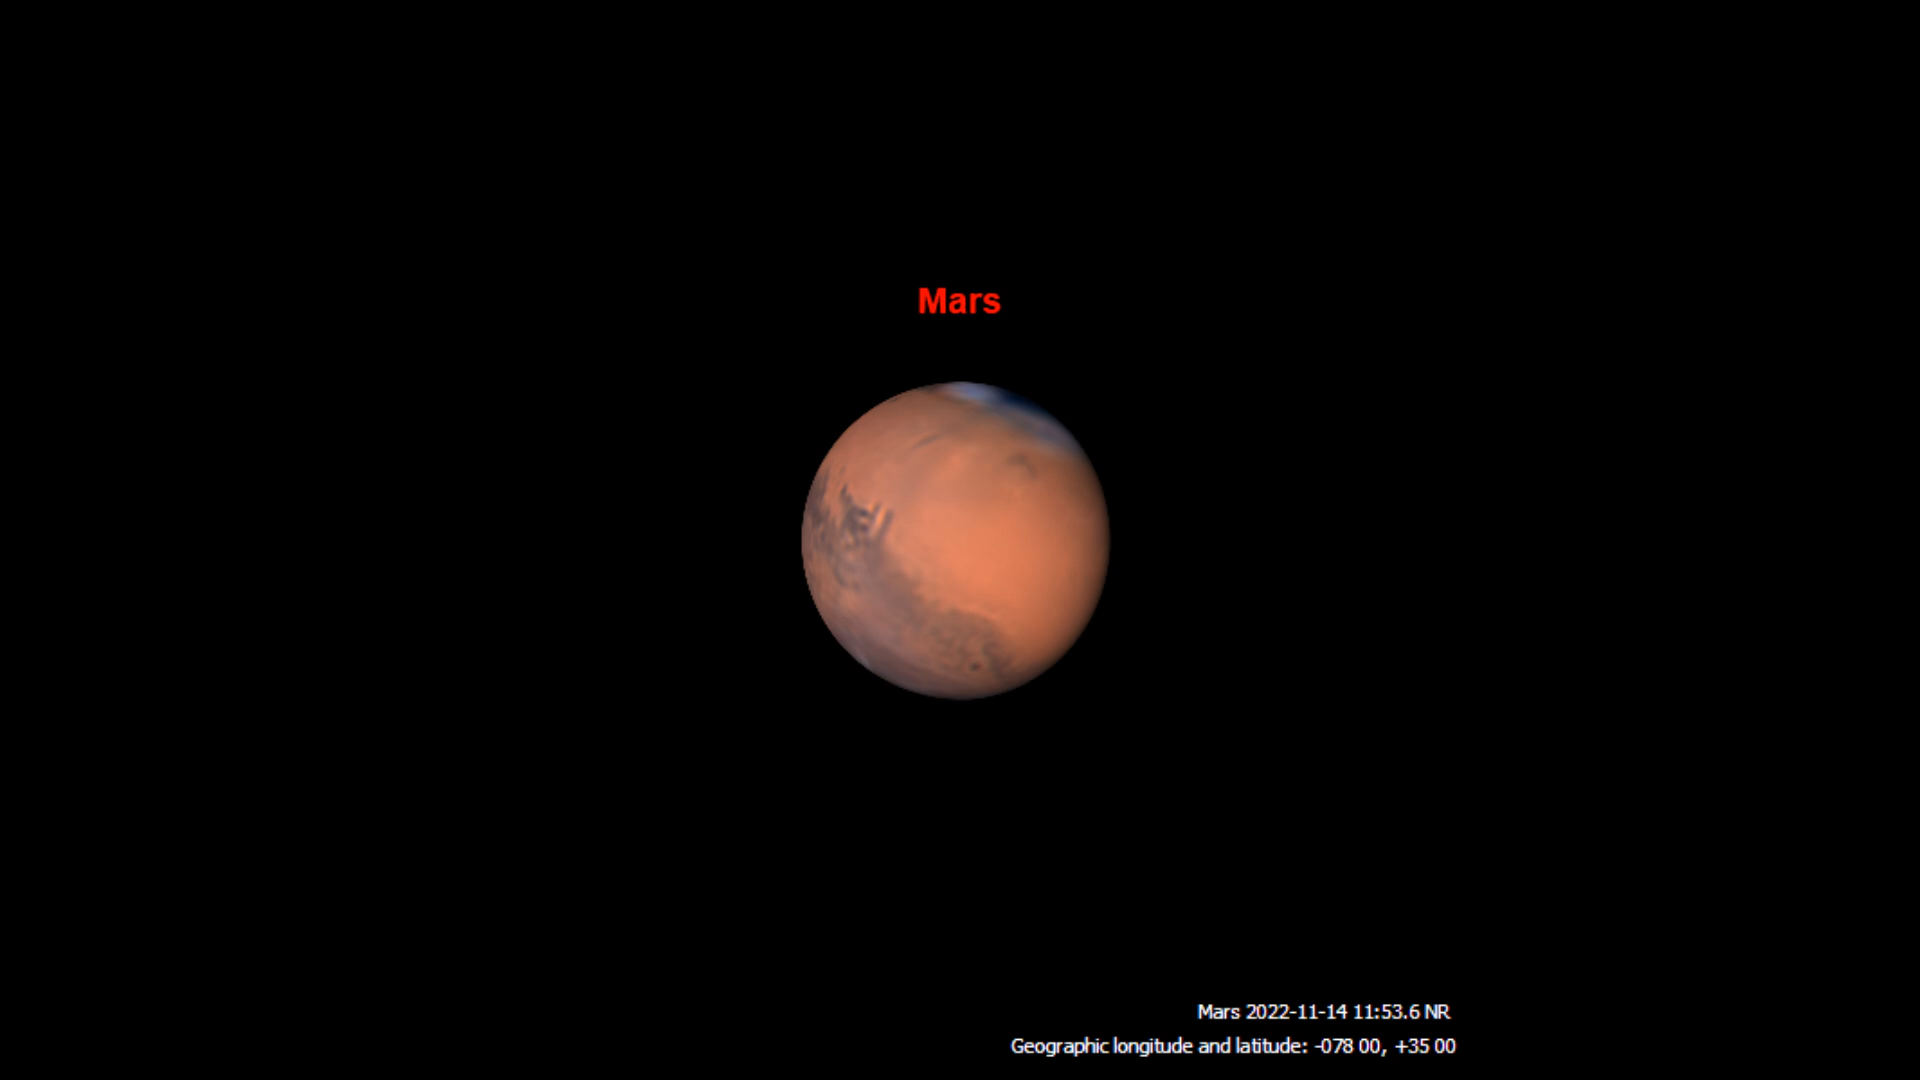 Mars
Mars 2022-11-14 11:53.6 NR
Geographic longitude and latitude: -078 00, +35 00